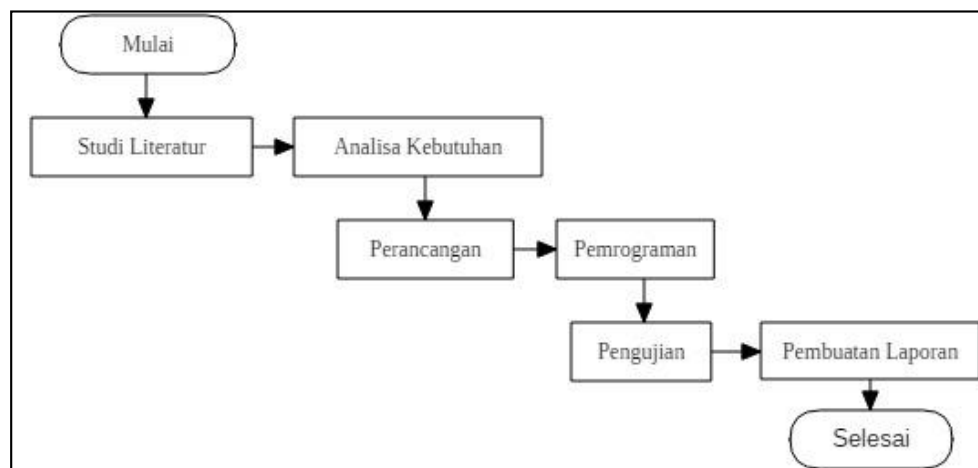 Mulai
Studi Literatur
Analisa Kebutuhan
Perancangan
Pemrograman
Pengujian
Pembuatan Laporan
Selesai